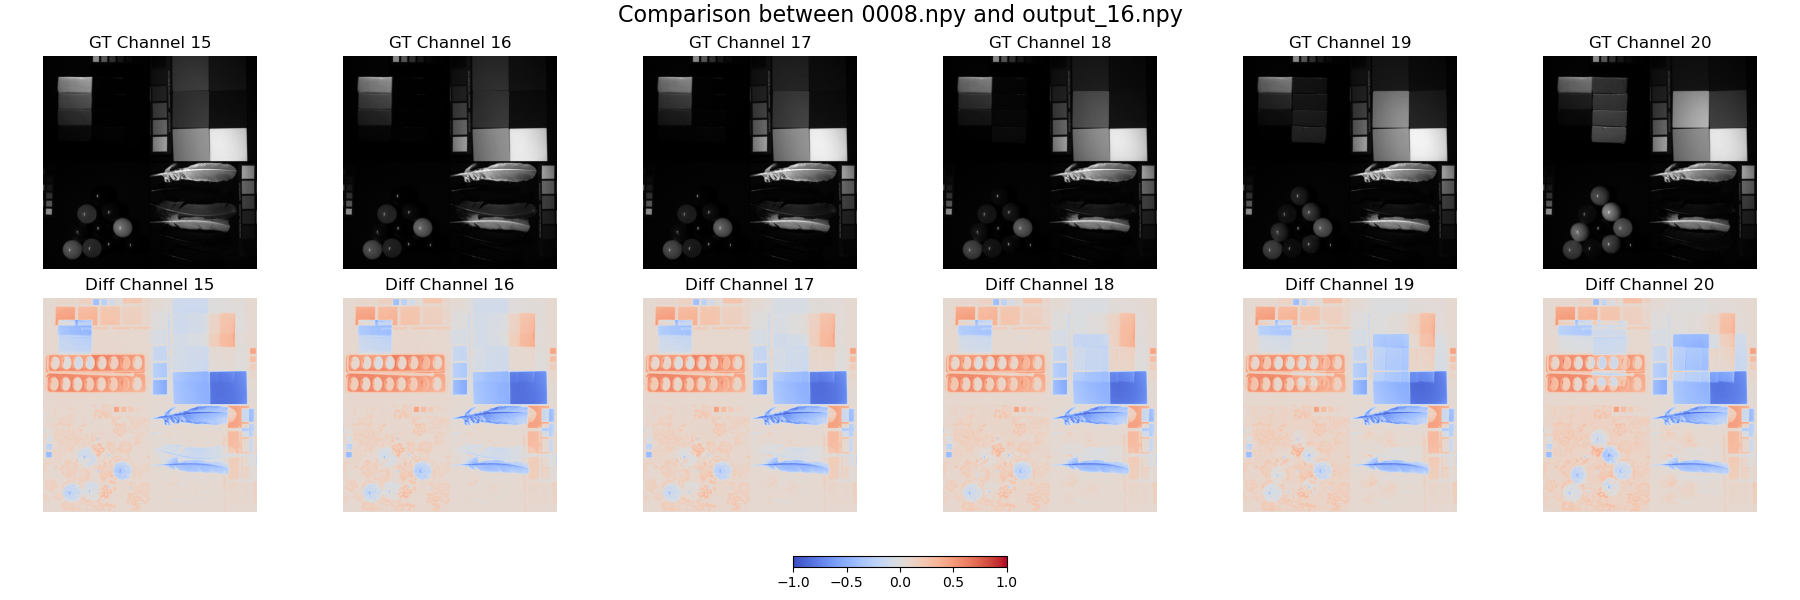 Comparison between 0008.npy and output_16.npy
GT Channel 15
GT Channel 16
GT Channel 17
GT Channel 18
GT Channel 19
GT Channel 20
Diff Channel 15
Diff Channel 16
Diff Channel 17
Diff Channel 18
Diff Channel 19
Diff Channel 20
−1.0 −0.5 0.0 0.5 1.0